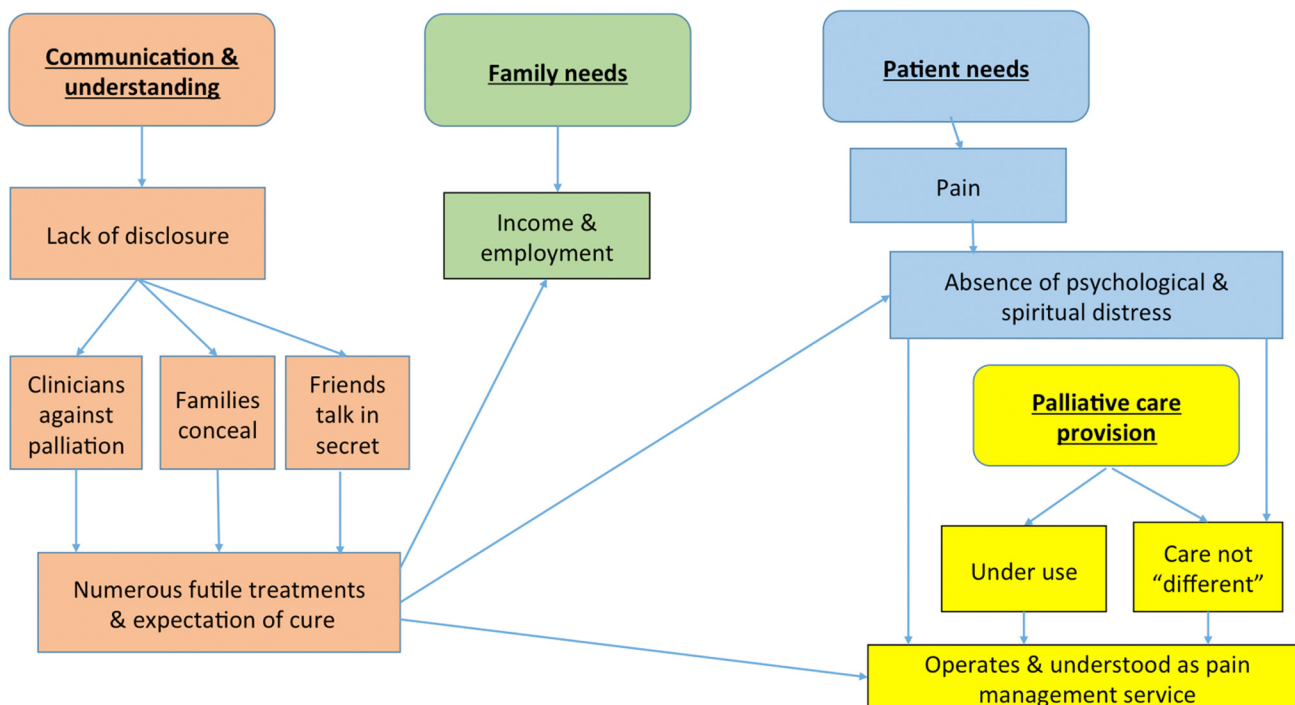 Communication &
understanding
Family needs
Patient needs
Pain
Lack of disclosure
Income &
employment
Absence of psychological &
spiritual distress
Clinicians
against
palliation
Families
conceal
Friends
talk in
secret
Palliative care
provision
Numerous futile treatments
& expectation of cure
Under use
Care not
“different”
Operates & understood as pain
management service